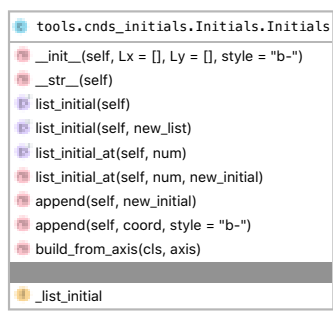 tools.cnds_initials.Initials.Initials
__init__(self, Lx = [], Ly = [], style = "b-")
__str__(self)
list_initial(self)
list_initial(self, new_list)
list_initial_at(self, num)
list_initial_at(self, num, new_initial)
append(self, new_initial)
append(self, coord, style = "b-")
build_from_axis(cls, axis)
_list_initial